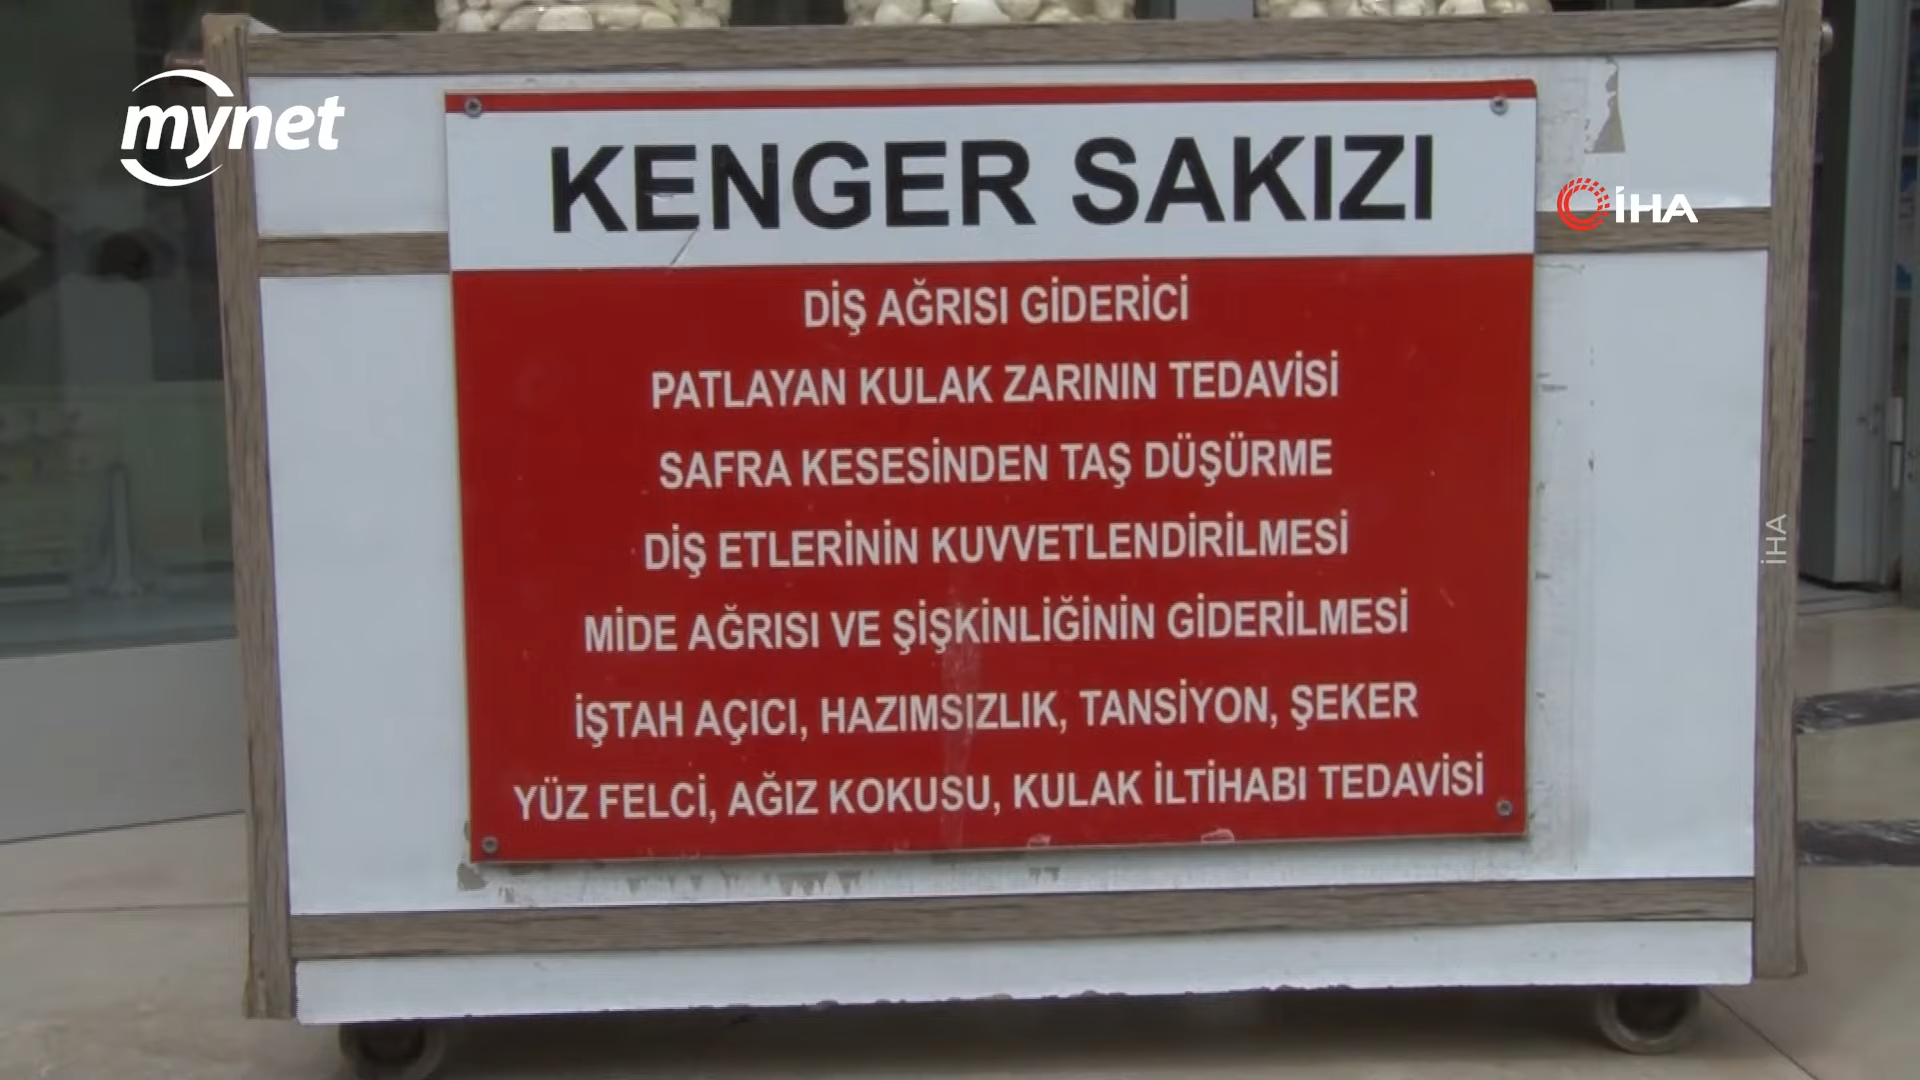 mynet
KENGER SAKIZI
İHA
DİŞ AĞRISI GİDERİCİ
PATLAYAN KULAK ZARININ TEDAVİSİ
SAFRA KESESİNDEN TAŞ DÜŞÜRME
DİŞ ETLERİNİN KUVVETLENDİRİLMESİ
İHA
MİDE AĞRISI VE ŞİŞKİNLİĞİNİN GİDERİLMESİ
İŞTAH AÇICI, HAZIMSIZLIK, TANSİYON, ŞEKER
YÜZ FELCİ, AĞIZ KOKUSU, KULAK İLTİHABI TEDAVİSİ